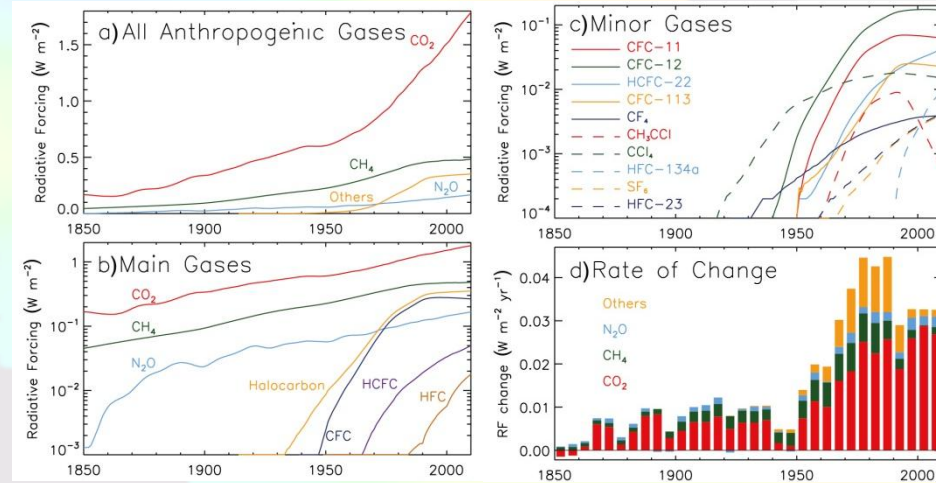 a) All Anthropogenic Gases
Radiative Forcing (W m⁻²)
1.5
1.0
0.5
0.0
CO₂
CH₄
Others
N₂O
1850 1900 1950 2000
b) Main Gases
Radiative Forcing (W m⁻²)
1
10⁻¹
10⁻²
10⁻³
CO₂
CH₄
N₂O
Halocarbon
CFC
HCFC
HFC
1850 1900 1950 2000
c) Minor Gases
Radiative Forcing (W m⁻²)
10⁻¹
10⁻²
10⁻³
10⁻⁴
CFC-11
CFC-12
HCFC-22
CFC-113
CF₄
CH₃CCl
CCl₄
HFC-134a
SF₆
HFC-23
1850 1900 1950 2000
d) Rate of Change
RF change (W m⁻² yr⁻¹)
0.04
0.03
0.02
0.01
0.00
Others
N₂O
CH₄
CO₂
1850 1900 1950 2000